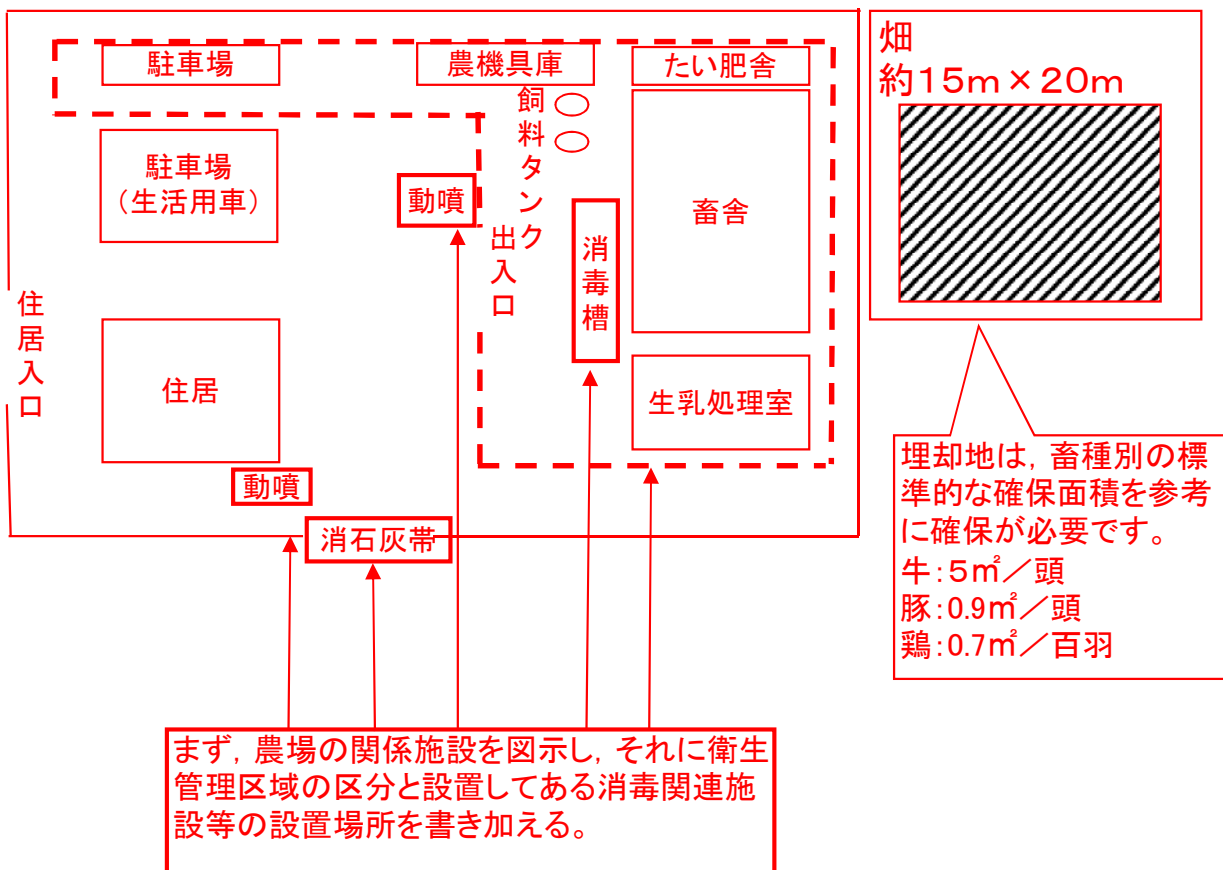 駐車場
農機具庫
たい肥舎
畑
約15m×20m
飼料タンク
駐車場
（生活用車）
動噴
出入口
消毒槽
畜舎
住居入口
住居
生乳処理室
動噴
消石灰帯
埋却地は，畜種別の標
準的な確保面積を参考
に確保が必要です。
牛：5㎡／頭
豚：0.9㎡／頭
鶏：0.7㎡／百羽
まず，農場の関係施設を図示し，それに衛生
管理区域の区分と設置してある消毒関連施
設等の設置場所を書き加える。